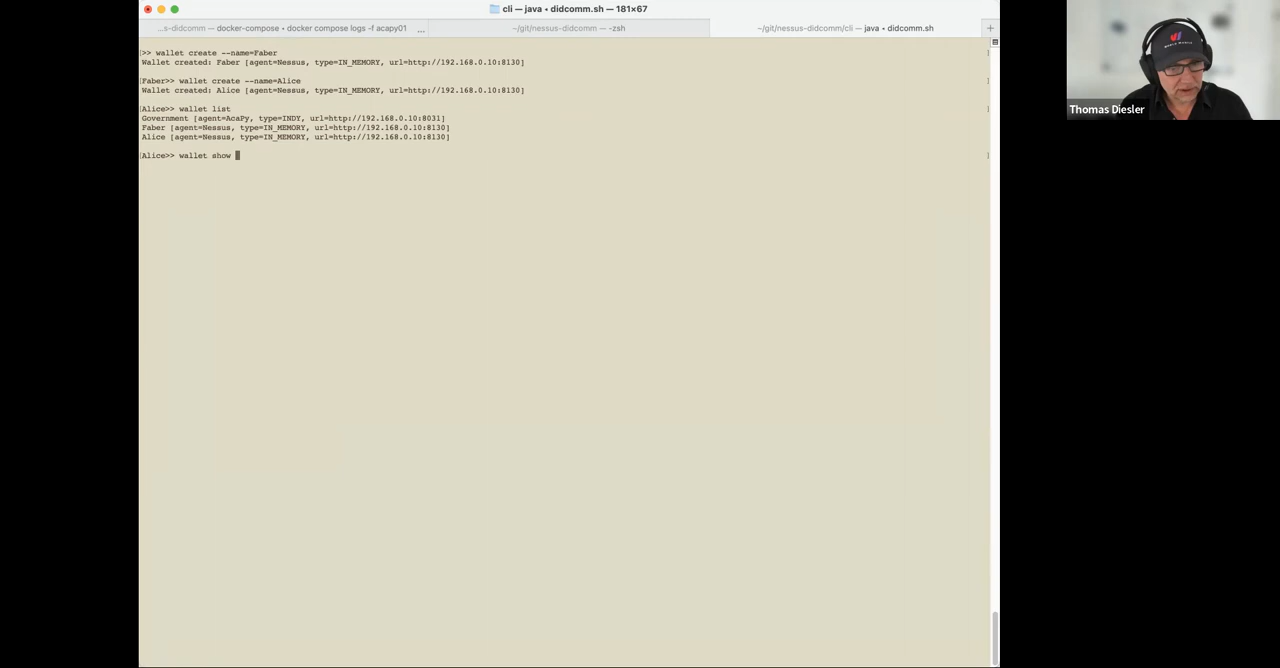 cli — java • didcomm.sh — 181×67
...s-didcomm — docker-compose • docker compose logs -f acapy01 ...
~/git/nessus-didcomm — -zsh
~/git/nessus-didcomm/cli — java • didcomm.sh
[>> wallet create --name=Faber
Wallet created: Faber [agent=Nessus, type=IN_MEMORY, url=http://192.168.0.10:8130]
[Faber>> wallet create --name=Alice
Wallet created: Alice [agent=Nessus, type=IN_MEMORY, url=http://192.168.0.10:8130]
[Alice>> wallet list
Government [agent=AcaPy, type=INDY, url=http://192.168.0.10:8031]
Faber [agent=Nessus, type=IN_MEMORY, url=http://192.168.0.10:8130]
Alice [agent=Nessus, type=IN_MEMORY, url=http://192.168.0.10:8130]
[Alice>> wallet show
Thomas Diesler